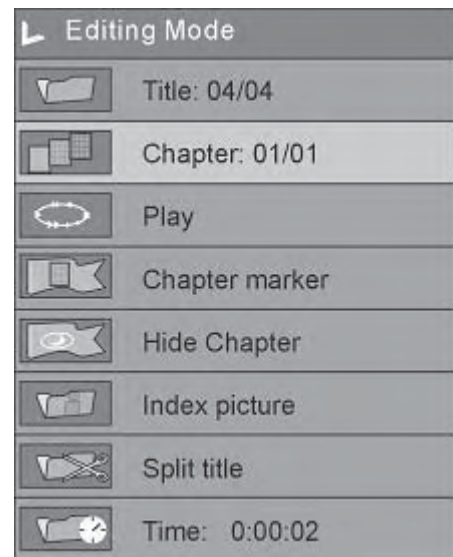 Editing Mode
Title: 04/04
Chapter: 01/01
Play
Chapter marker
Hide Chapter
Index picture
Split title
Time: 0:00:02